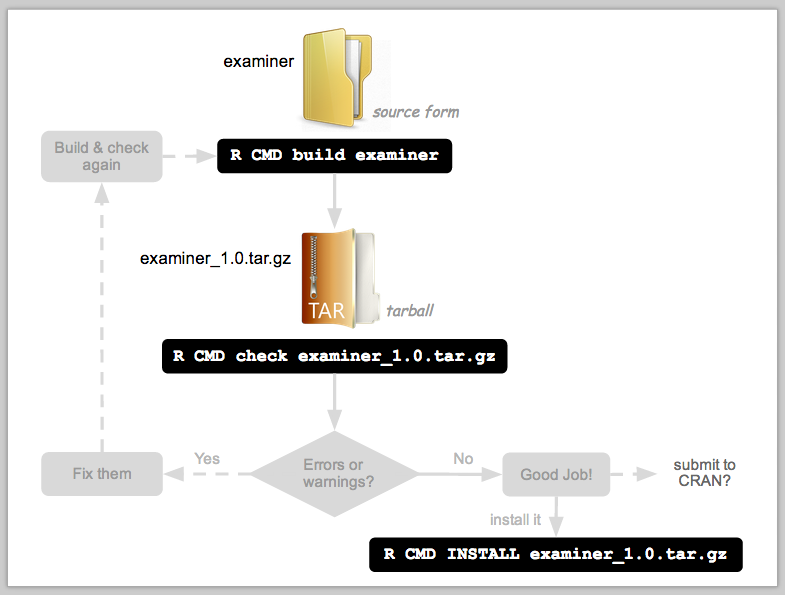 examiner
source form
Build & check
again
R CMD build examiner
examiner_1.0.tar.gz
TAR
tarball
R CMD check examiner_1.0.tar.gz
Errors or
warnings?
Yes
Fix them
No
Good Job!
submit to
CRAN?
install it
R CMD INSTALL examiner_1.0.tar.gz